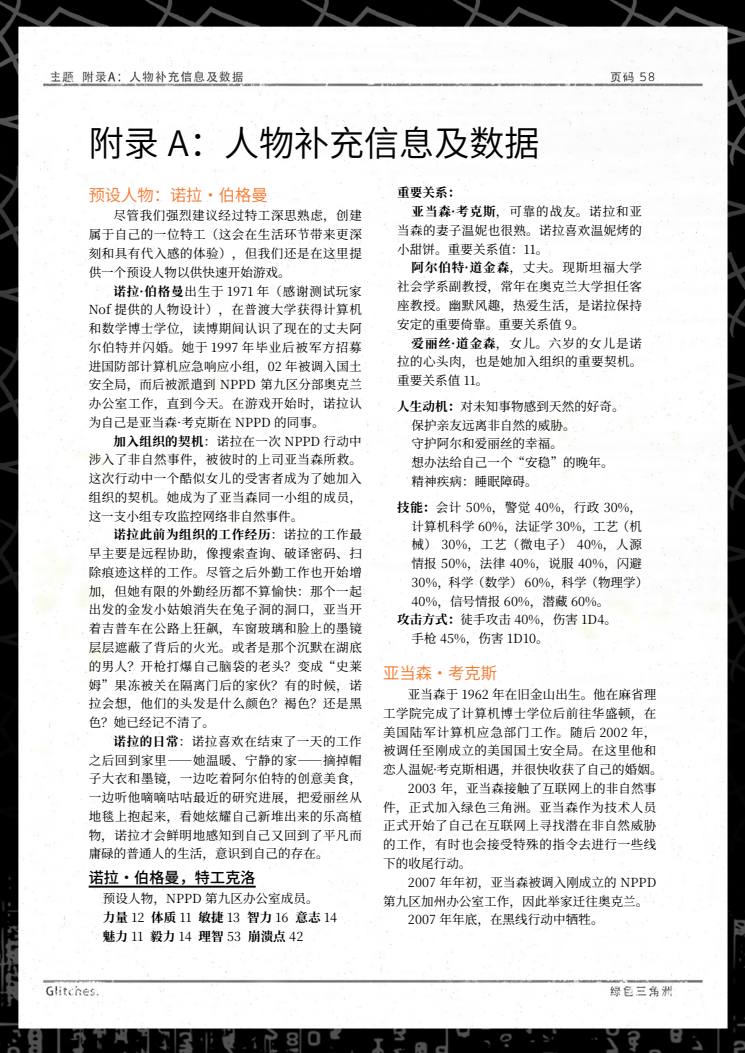 主题 附录A：人物补充信息及数据
页码 58
附录 A：人物补充信息及数据
预设人物：诺拉·伯格曼
尽管我们强烈建议经过特工深思熟虑，创建
属于自己的一位特工（这会在生活环节带来更深
刻和具有代入感的体验），但我们还是在这里提
供一个预设人物以供快速开始游戏。
诺拉·伯格曼出生于 1971 年（感谢测试玩家
Nof 提供的人物设计），在普渡大学获得计算机
和数学博士学位，读博期间认识了现在的丈夫阿
尔伯特并闪婚。她于 1997 年毕业后被军方招募
进国防部计算机应急响应小组，02 年被调入国土
安全局，而后被派遣到 NPPD 第九区分部奥克兰
办公室工作，直到今天。在游戏开始时，诺拉认
为自己是亚当森·考克斯在 NPPD 的同事。
加入组织的契机：诺拉在一次 NPPD 行动中
涉入了非自然事件，被彼时的上司亚当森所救。
这次行动中一个酷似女儿的受害者成为了她加入
组织的契机。她成为了亚当森同一小组的成员，
这一支小组专攻监控网络非自然事件。
诺拉此前为组织的工作经历：诺拉的工作最
早主要是远程协助，像搜索查询、破译密码、扫
除痕迹这样的工作。尽管之后外勤工作也开始增
加，但她有限的外勤经历都不算愉快：那个一起
出发的金发小姑娘消失在兔子洞的洞口，亚当开
着吉普车在公路上狂飙，车窗玻璃和脸上的墨镜
层层遮蔽了背后的火光。或者是那个沉默在湖底
的男人？开枪打爆自己脑袋的老头？变成“史莱
姆”果冻被关在隔离门后的家伙？有的时候，诺
拉会想，他们的头发是什么颜色？褐色？还是黑
色？她已经记不清了。
诺拉的日常：诺拉喜欢在结束了一天的工作
之后回到家里——她温暖、宁静的家——摘掉帽
子大衣和墨镜，一边吃着阿尔伯特的创意美食，
一边听他嘀嘀咕咕最近的研究进展，把爱丽丝从
地毯上抱起来，看她炫耀自己新堆出来的乐高植
物，诺拉才会鲜明地感知到自己又回到了平凡而
庸碌的普通人的生活，意识到自己的存在。
诺拉·伯格曼，特工克洛
预设人物，NPPD 第九区办公室成员。
力量 12 体质 11 敏捷 13 智力 16 意志 14
魅力 11 毅力 14 理智 53 崩溃点 42
重要关系：
亚当森·考克斯，可靠的战友。诺拉和亚
当森的妻子温妮也很熟。诺拉喜欢温妮烤的
小甜饼。重要关系值：11。
阿尔伯特·道金森，丈夫。现斯坦福大学
社会学系副教授，常年在奥克兰大学担任客
座教授。幽默风趣，热爱生活，是诺拉保持
安定的重要倚靠。重要关系值 9。
爱丽丝·道金森，女儿。六岁的女儿是诺
拉的心头肉，也是她加入组织的重要契机。
重要关系值 11。
人生动机：对未知事物感到天然的好奇。
保护亲友远离非自然的威胁。
守护阿尔和爱丽丝的幸福。
想办法给自己一个“安稳”的晚年。
精神疾病：睡眠障碍。
技能：会计 50%，警觉 40%，行政 30%，
计算机科学 60%，法证学 30%，工艺（机
械） 30%，工艺（微电子） 40%，人源
情报 50%，法律 40%，说服 40%，闪避
30%，科学（数学） 60%，科学（物理学）
40%，信号情报 60%，潜藏 60%。
攻击方式：徒手攻击 40%，伤害 1D4。
手枪 45%，伤害 1D10。
亚当森·考克斯
亚当森于 1962 年在旧金山出生。他在麻省理
工学院完成了计算机博士学位后前往华盛顿，在
美国陆军计算机应急部门工作。随后 2002 年，
被调任至刚成立的美国国土安全局。在这里他和
恋人温妮·考克斯相遇，并很快收获了自己的婚姻。
2003 年，亚当森接触了互联网上的非自然事
件，正式加入绿色三角洲。亚当森作为技术人员
正式开始了自己在互联网上寻找潜在非自然威胁
的工作，有时也会接受特殊的指令去进行一些线
下的收尾行动。
2007 年年初，亚当森被调入刚成立的 NPPD
第九区加州办公室工作，因此举家迁往奥克兰。
2007 年年底，在黑线行动中牺牲。
Glitches.
绿色三角洲